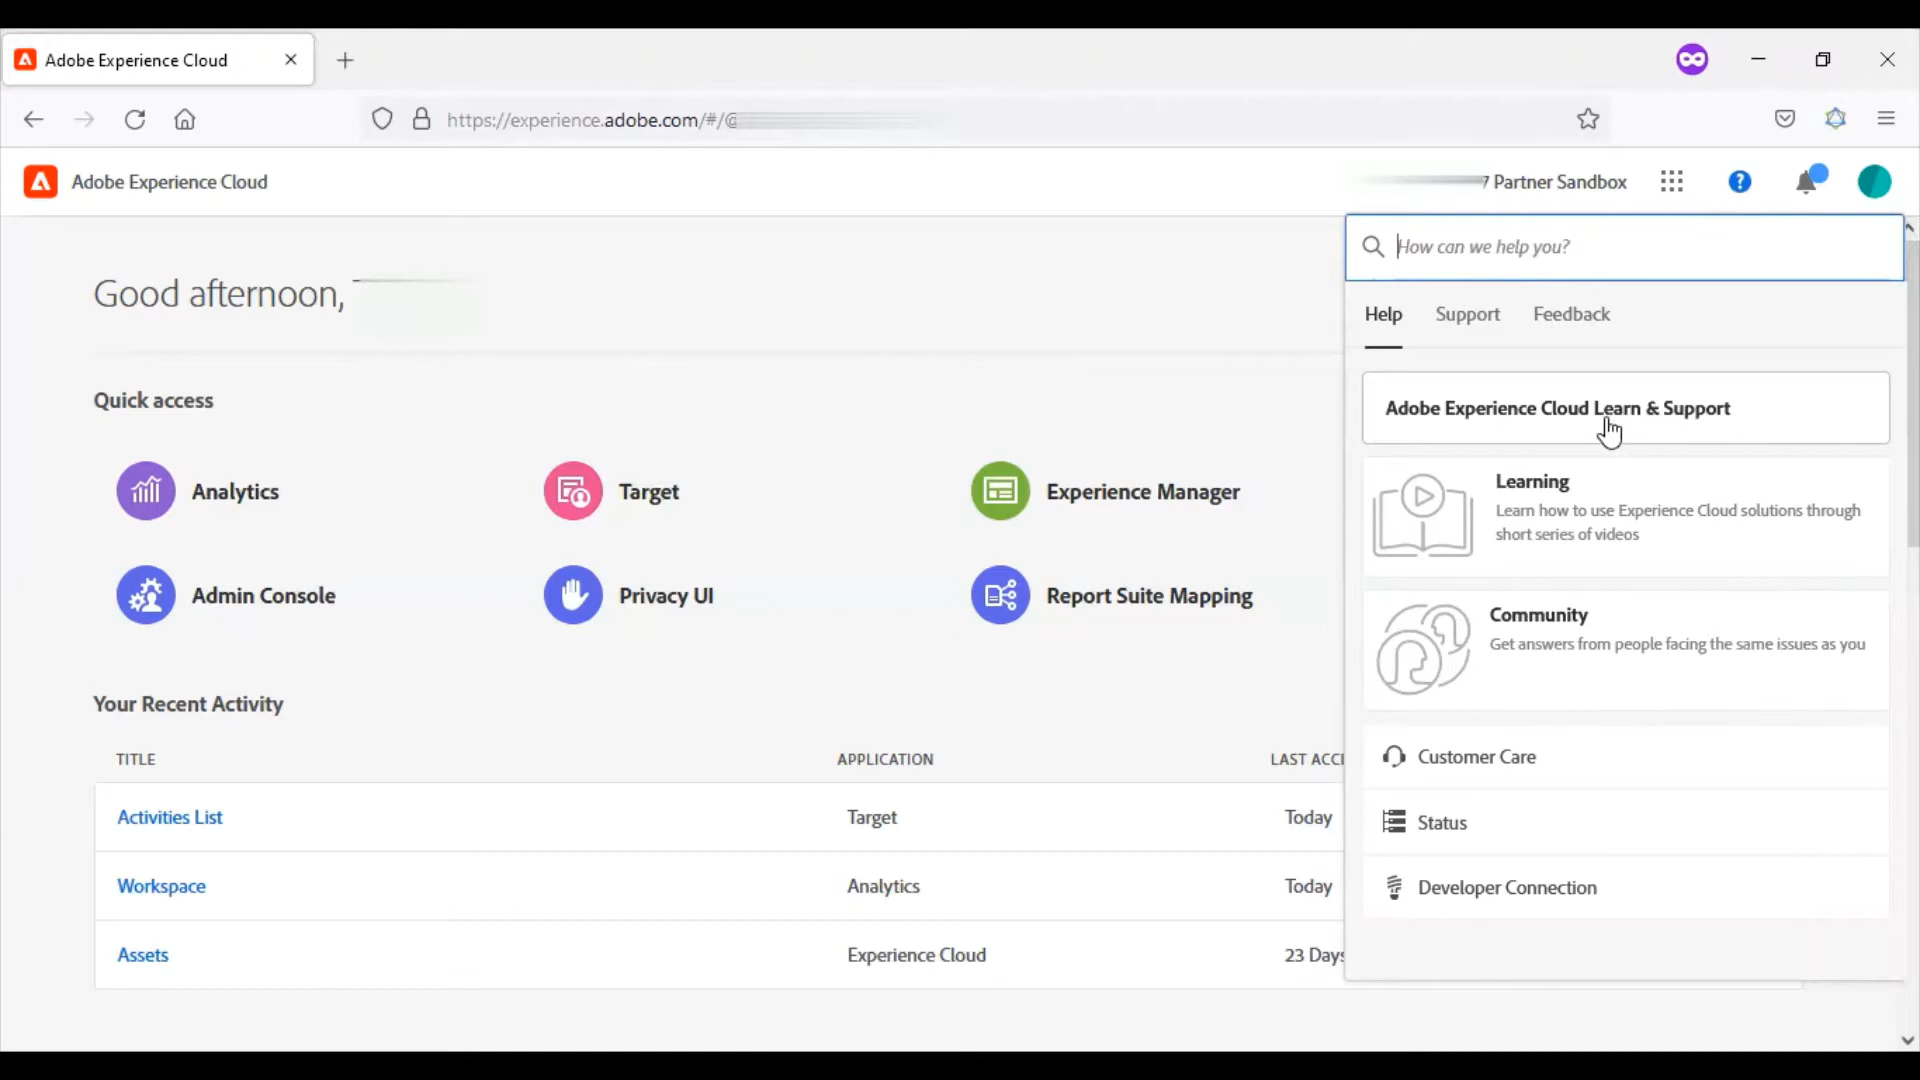 Adobe Experience Cloud
https://experience.adobe.com/#/@
Adobe Experience Cloud
7 Partner Sandbox
How can we help you?
Good afternoon,
Help Support Feedback
Adobe Experience Cloud Learn & Support
Quick access
Analytics
Target
Experience Manager
Learning
Learn how to use Experience Cloud solutions through
short series of videos
Admin Console
Privacy UI
Report Suite Mapping
Community
Get answers from people facing the same issues as you
Your Recent Activity
TITLE APPLICATION LAST ACCE
Customer Care
Activities List Target Today
Status
Workspace Analytics Today
Developer Connection
Assets Experience Cloud 23 Days